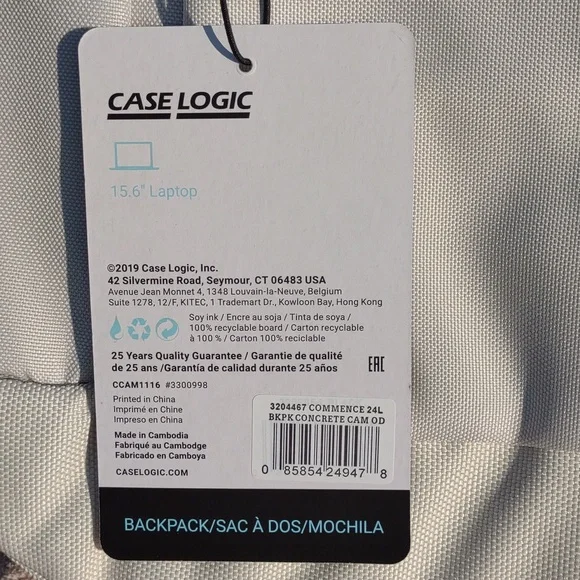 CASE LOGIC
15.6" Laptop
©2019 Case Logic, Inc.
42 Silvermine Road, Seymour, CT 06483 USA
Avenue Jean Monnet 4, 1348 Louvain-la-Neuve, Belgium
Suite 1278, 12/F, KITEC, 1 Trademart Dr., Kowloon Bay, Hong Kong
Soy ink / Encre au soja / Tinta de soya /
100% recyclable board / Carton recyclable
à 100 % / Carton 100% reciclable
25 Years Quality Guarantee / Garantie de qualité
de 25 ans /Garantía de calidad durante 25 años
EAC
CCAM1116 #3300998
Printed in China
Imprimé en Chine
Impreso en China
Made in Cambodia
Fabriqué au Cambodge
Fabricado en Camboya
CASELOGIC.COM
3204467 COMMENCE 24L
BKPK CONCRETE CAM OD
0 85854 24947 8
BACKPACK/SAC À DOS/MOCHILA